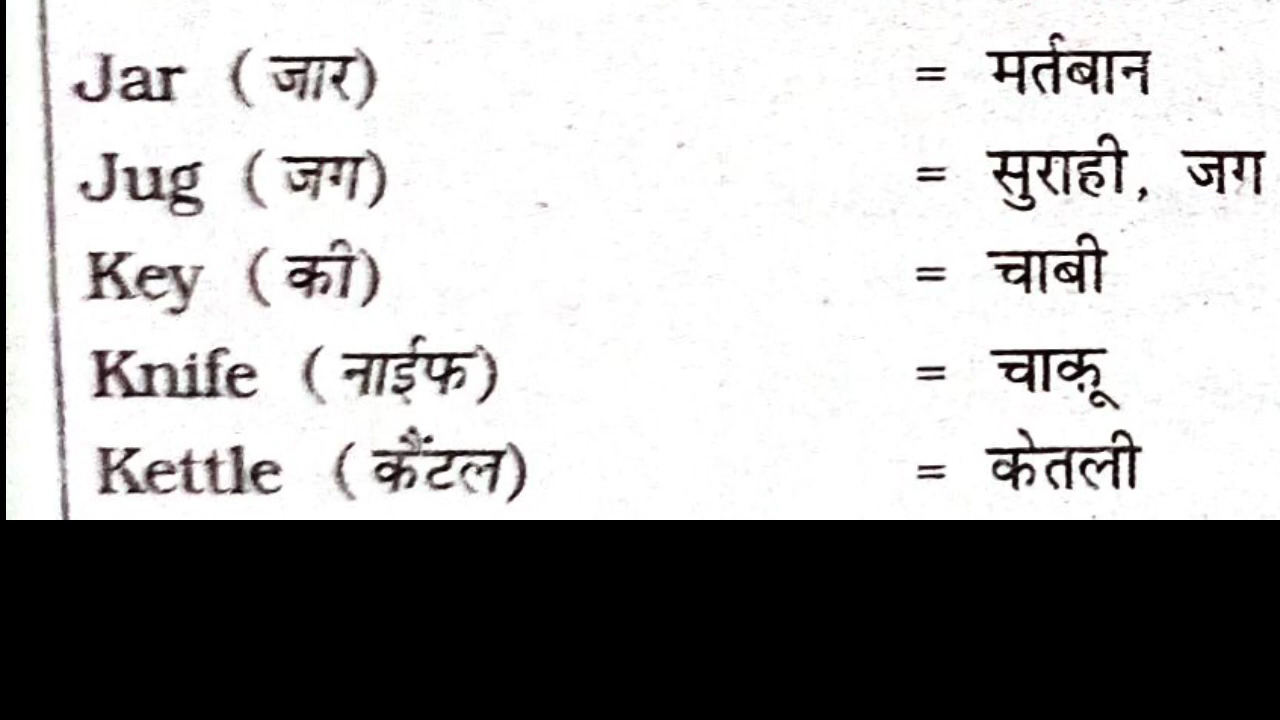 Jar ( जार) = मर्तबान
Jug ( जग) = सुराही, जग
Key ( की) = चाबी
Knife ( नाईफ) = चाकू
Kettle ( कैंटल) = केतली